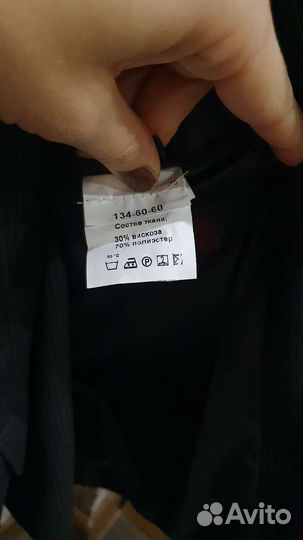 134-60-60
Состав ткани:
30% вискоза
70% полиэстер
30 °C
P
Avito